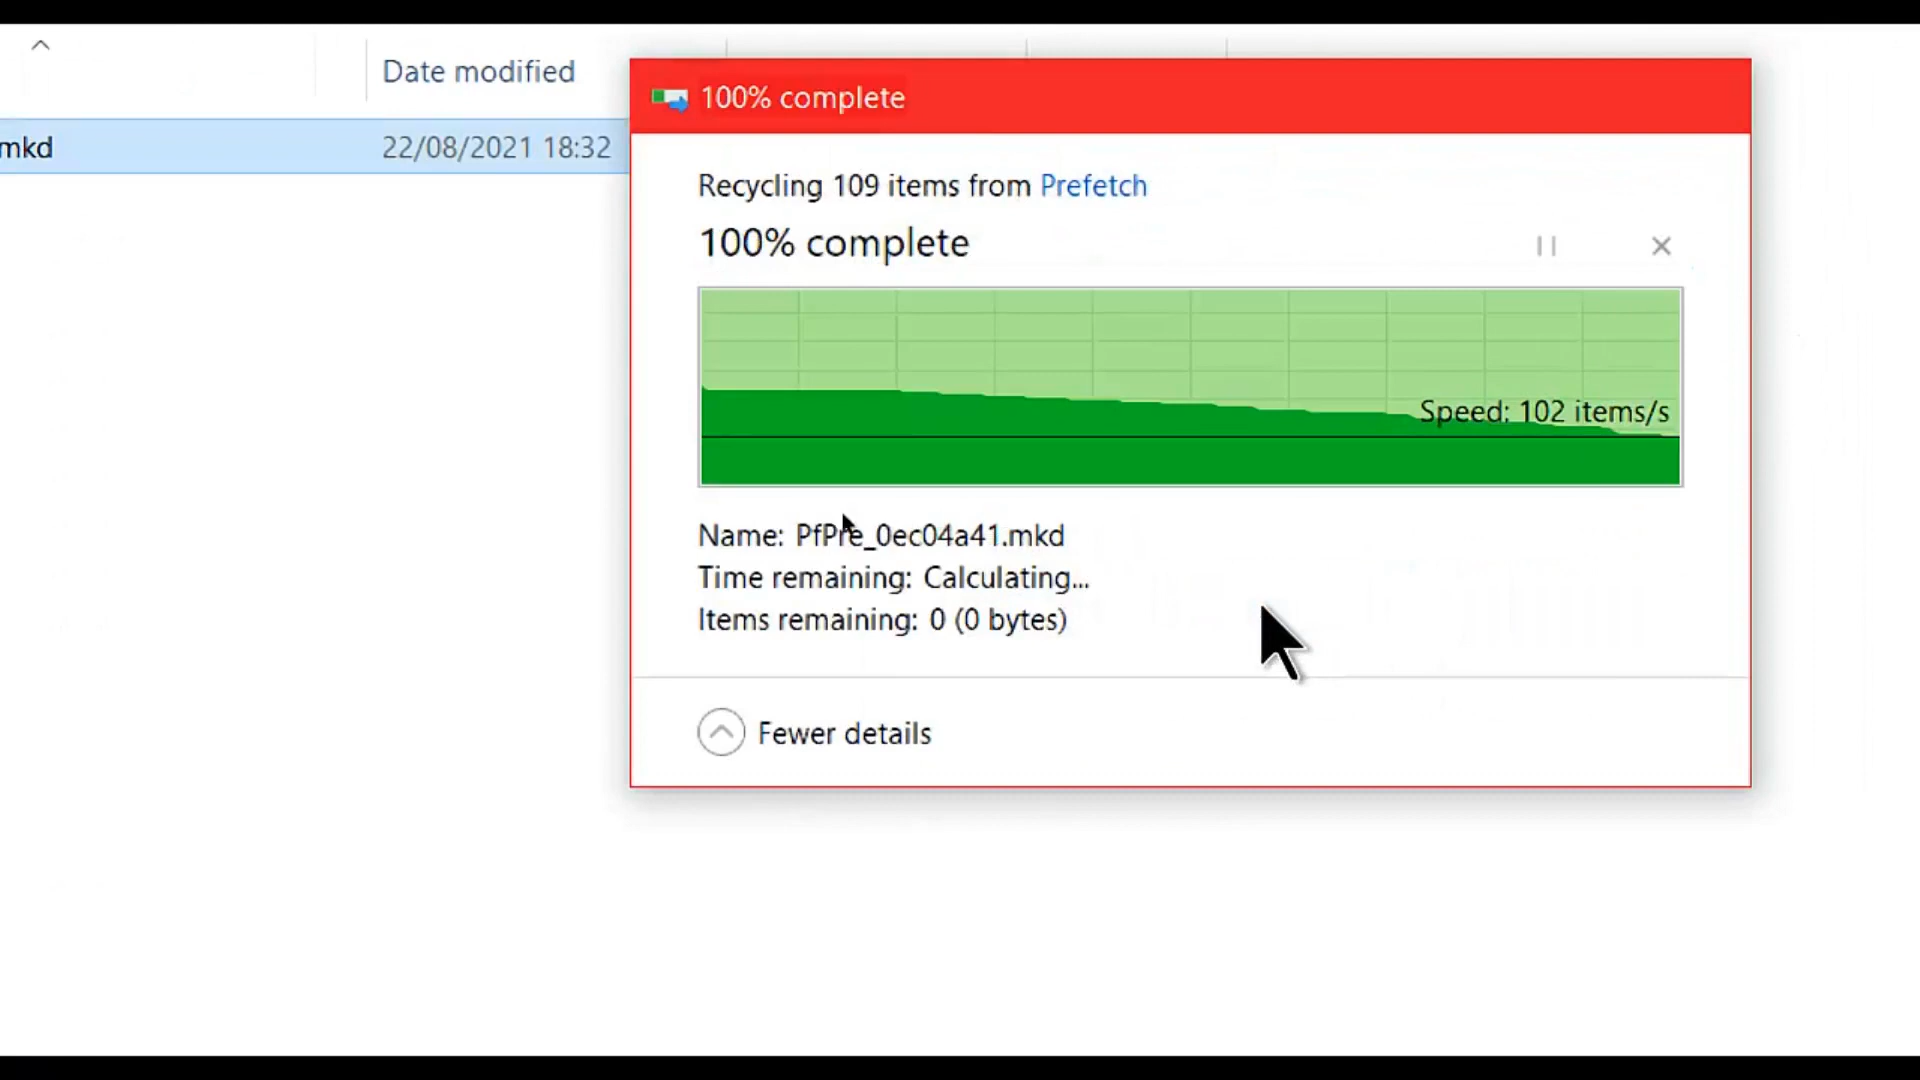 Date modified
mkd
22/08/2021 18:32
100% complete
Recycling 109 items from Prefetch
100% complete
Speed: 102 items/s
Name: PfPre_0ec04a41.mkd
Time remaining: Calculating...
Items remaining: 0 (0 bytes)
Fewer details